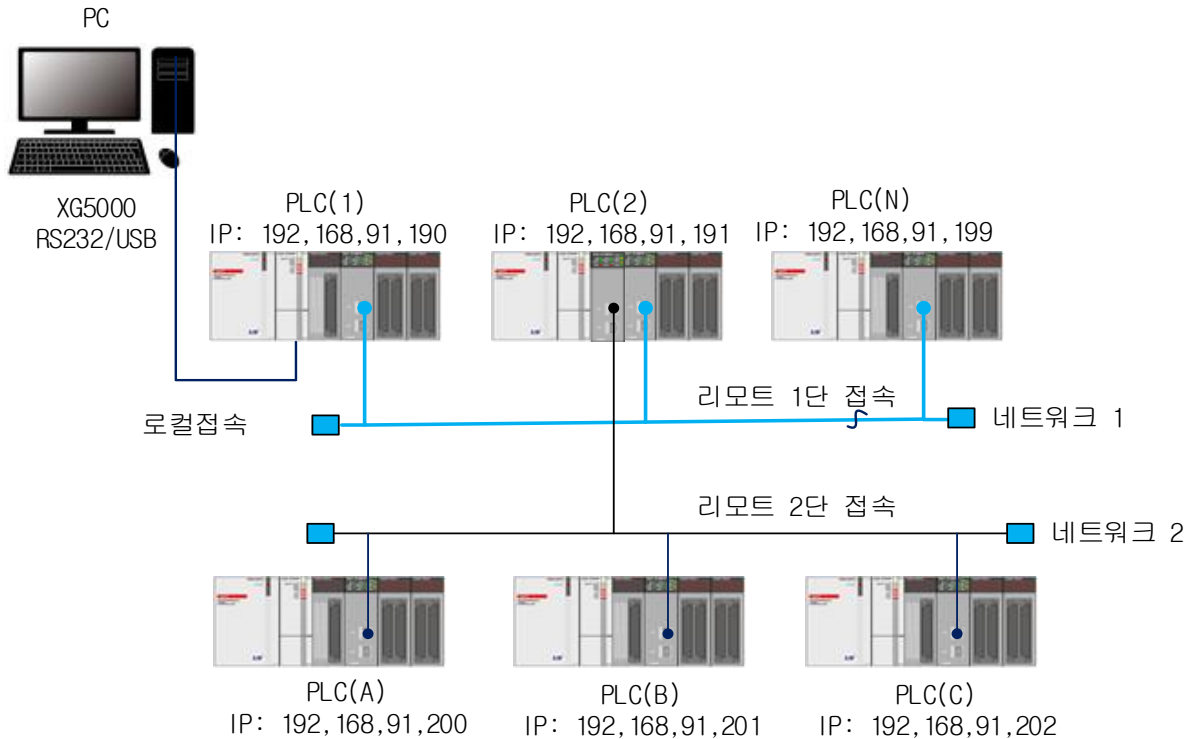 PC
XG5000
RS232/USB
PLC(1)
IP: 192,168,91,190
PLC(2)
IP: 192,168,91,191
PLC(N)
IP: 192,168,91,199
로컬접속
리모트 1단 접속
네트워크 1
리모트 2단 접속
네트워크 2
PLC(A)
IP: 192,168,91,200
PLC(B)
IP: 192,168,91,201
PLC(C)
IP: 192,168,91,202